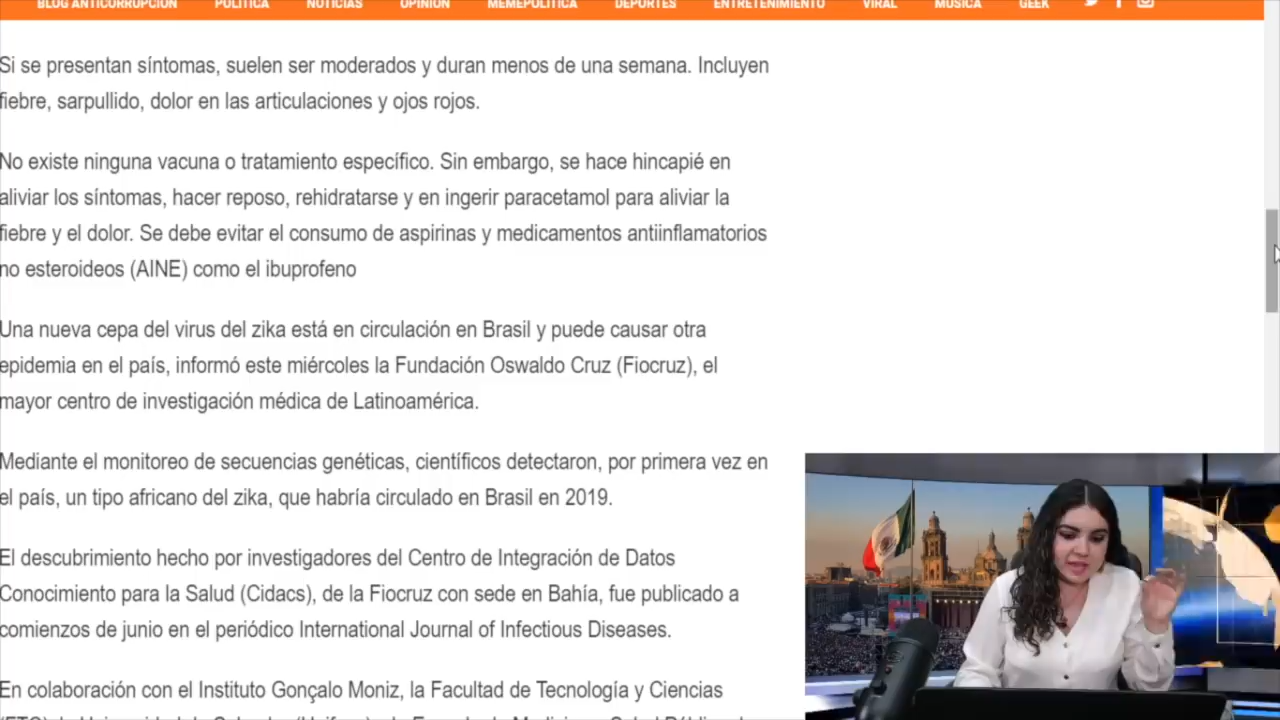 BLOG ANTICORRUPCIÓN POLÍTICA NOTICIAS OPINIÓN MEMEPOLÍTICA DEPORTES ENTRETENIMIENTO VIRAL MÚSICA GEEK
Si se presentan síntomas, suelen ser moderados y duran menos de una semana. Incluyen
fiebre, sarpullido, dolor en las articulaciones y ojos rojos.
No existe ninguna vacuna o tratamiento específico. Sin embargo, se hace hincapié en
aliviar los síntomas, hacer reposo, rehidratarse y en ingerir paracetamol para aliviar la
fiebre y el dolor. Se debe evitar el consumo de aspirinas y medicamentos antiinflamatorios
no esteroideos (AINE) como el ibuprofeno
Una nueva cepa del virus del zika está en circulación en Brasil y puede causar otra
epidemia en el país, informó este miércoles la Fundación Oswaldo Cruz (Fiocruz), el
mayor centro de investigación médica de Latinoamérica.
Mediante el monitoreo de secuencias genéticas, científicos detectaron, por primera vez en
el país, un tipo africano del zika, que habría circulado en Brasil en 2019.
El descubrimiento hecho por investigadores del Centro de Integración de Datos
Conocimiento para la Salud (Cidacs), de la Fiocruz con sede en Bahía, fue publicado a
comienzos de junio en el periódico International Journal of Infectious Diseases.
En colaboración con el Instituto Gonçalo Moniz, la Facultad de Tecnología y Ciencias